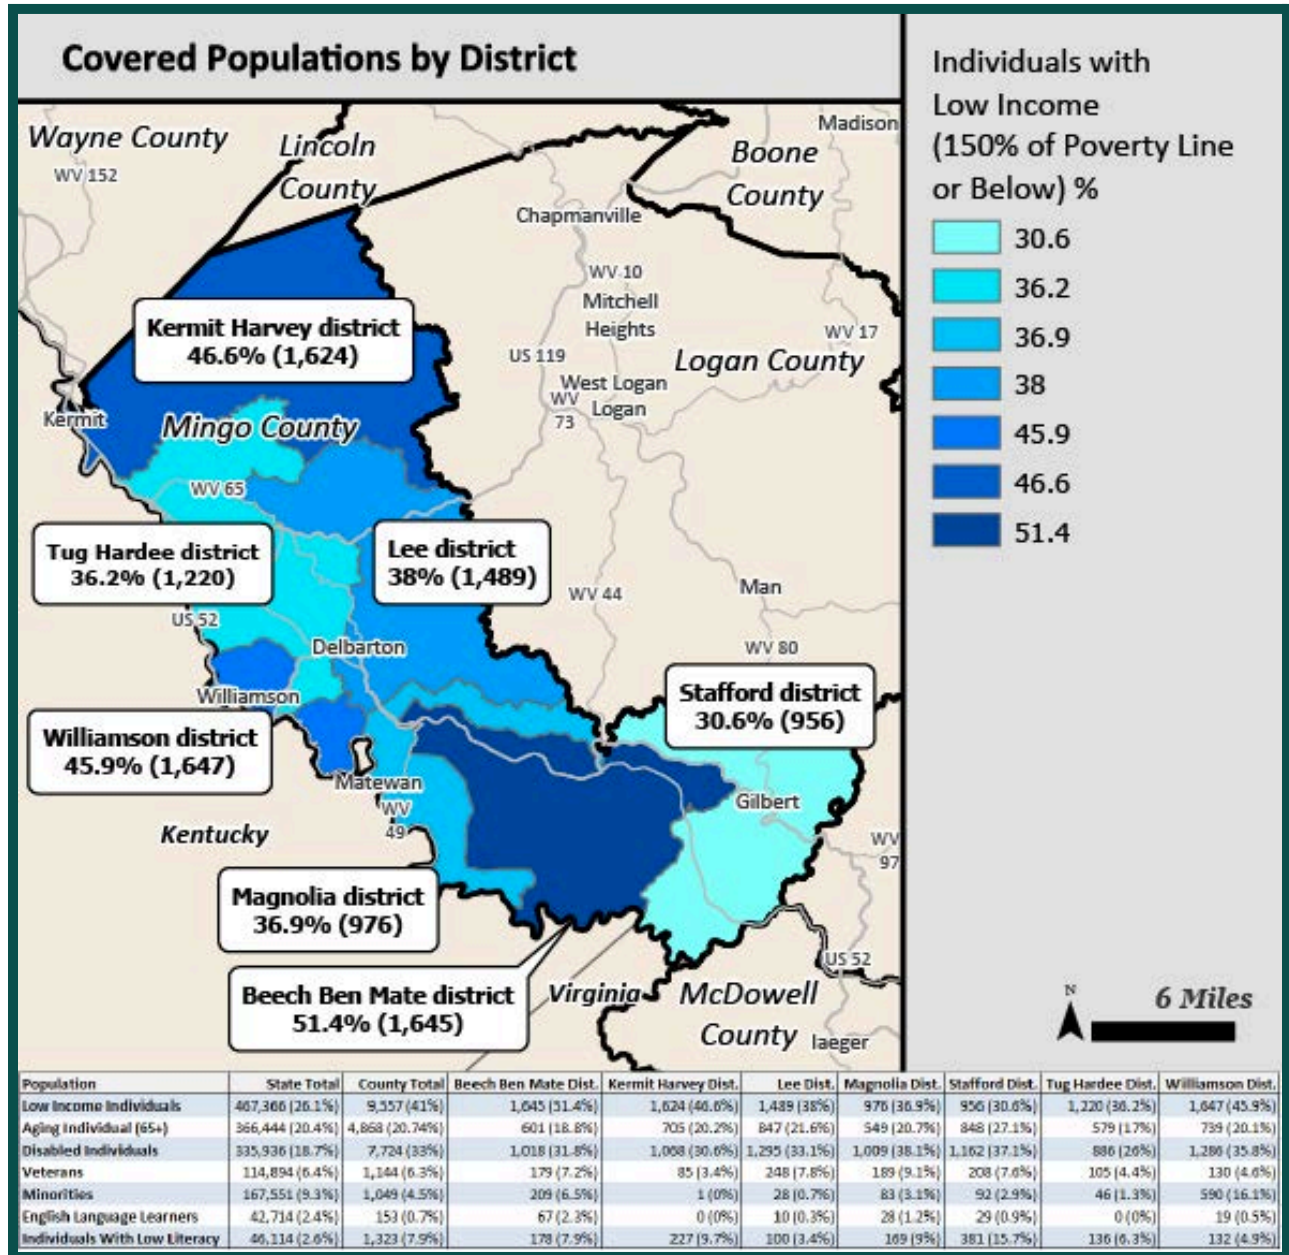 Covered Populations by District
Individuals with
Low Income
(150% of Poverty Line
or Below) %
30.6
36.2
36.9
38
45.9
46.6
51.4
Wayne County
WV 152
Lincoln
County
Boone
County
Madison
Chapmanville
WV 10
Mitchell
Heights
WV 17
US 119
Logan County
West Logan
WV
73
Logan
Kermit Harvey district
46.6% (1,624)
Kermit
Mingo County
WV 65
Tug Hardee district
36.2% (1,220)
Lee district
38% (1,489)
WV 44
Man
US 52
Delbarton
WV 80
Williamson
Stafford district
30.6% (956)
Williamson district
45.9% (1,647)
Matewan
WV
49
Gilbert
Kentucky
WV
97
Magnolia district
36.9% (976)
US 52
Beech Ben Mate district
51.4% (1,645)
Virginia
McDowell
County
Iaeger
N
6 Miles
Population State Total County Total Beech Ben Mate Dist. Kermit Harvey Dist. Lee Dist. Magnolia Dist. Stafford Dist. Tug Hardee Dist. Williamson Dist.
Low Income Individuals 467,366 (26.1%) 9,557 (41%) 1,645 (51.4%) 1,624 (46.6%) 1,489 (38%) 976 (36.9%) 956 (30.6%) 1,220 (36.2%) 1,647 (45.9%)
Aging Individual (65+) 366,444 (20.4%) 4,868 (20.74%) 601 (18.8%) 705 (20.2%) 847 (21.6%) 549 (20.7%) 848 (27.1%) 579 (17%) 739 (20.1%)
Disabled Individuals 335,936 (18.7%) 7,724 (33%) 1,018 (31.8%) 1,068 (30.6%) 1,295 (33.1%) 1,009 (38.1%) 1,162 (37.1%) 886 (26%) 1,286 (35.8%)
Veterans 114,894 (6.4%) 1,144 (6.3%) 179 (7.2%) 85 (3.4%) 248 (7.8%) 189 (9.1%) 208 (7.6%) 105 (4.4%) 130 (4.6%)
Minorities 167,551 (9.3%) 1,049 (4.5%) 209 (6.5%) 1 (0%) 28 (0.7%) 83 (3.1%) 92 (2.9%) 46 (1.3%) 590 (16.1%)
English Language Learners 42,714 (2.4%) 153 (0.7%) 67 (2.3%) 0 (0%) 10 (0.3%) 28 (1.2%) 29 (0.9%) 0 (0%) 19 (0.5%)
Individuals With Low Literacy 46,114 (2.6%) 1,323 (7.9%) 178 (7.9%) 227 (9.7%) 100 (3.4%) 169 (9%) 381 (15.7%) 136 (6.3%) 132 (4.9%)